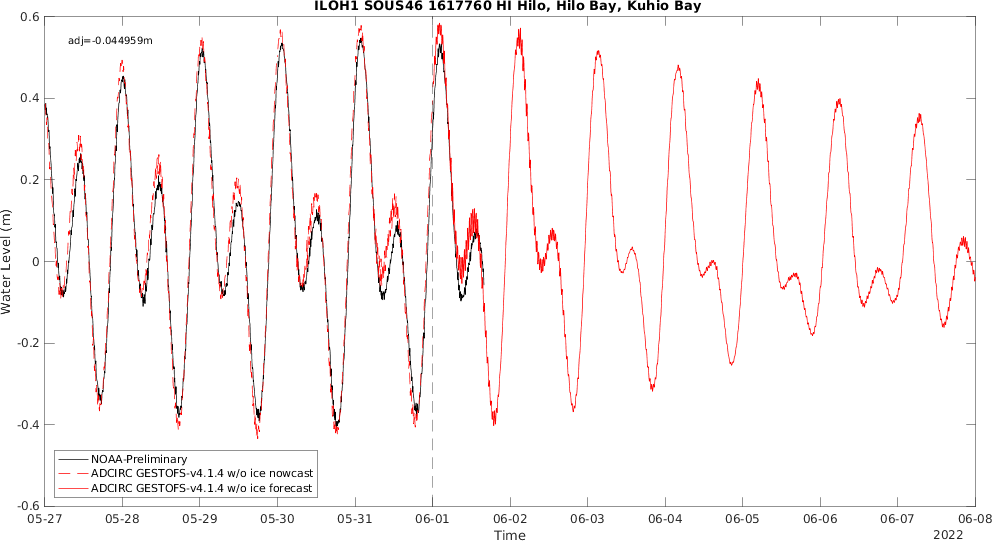 ILOH1 SOUS46 1617760 HI Hilo, Hilo Bay, Kuhio Bay
adj=-0.044959m
0.6
0.4
0.2
0
-0.2
-0.4
-0.6
Water Level (m)
NOAA-Preliminary
ADCIRC GESTOFS-v4.1.4 w/o ice nowcast
ADCIRC GESTOFS-v4.1.4 w/o ice forecast
05-27 05-28 05-29 05-30 05-31 06-01 06-02 06-03 06-04 06-05 06-06 06-07 06-08
Time
2022